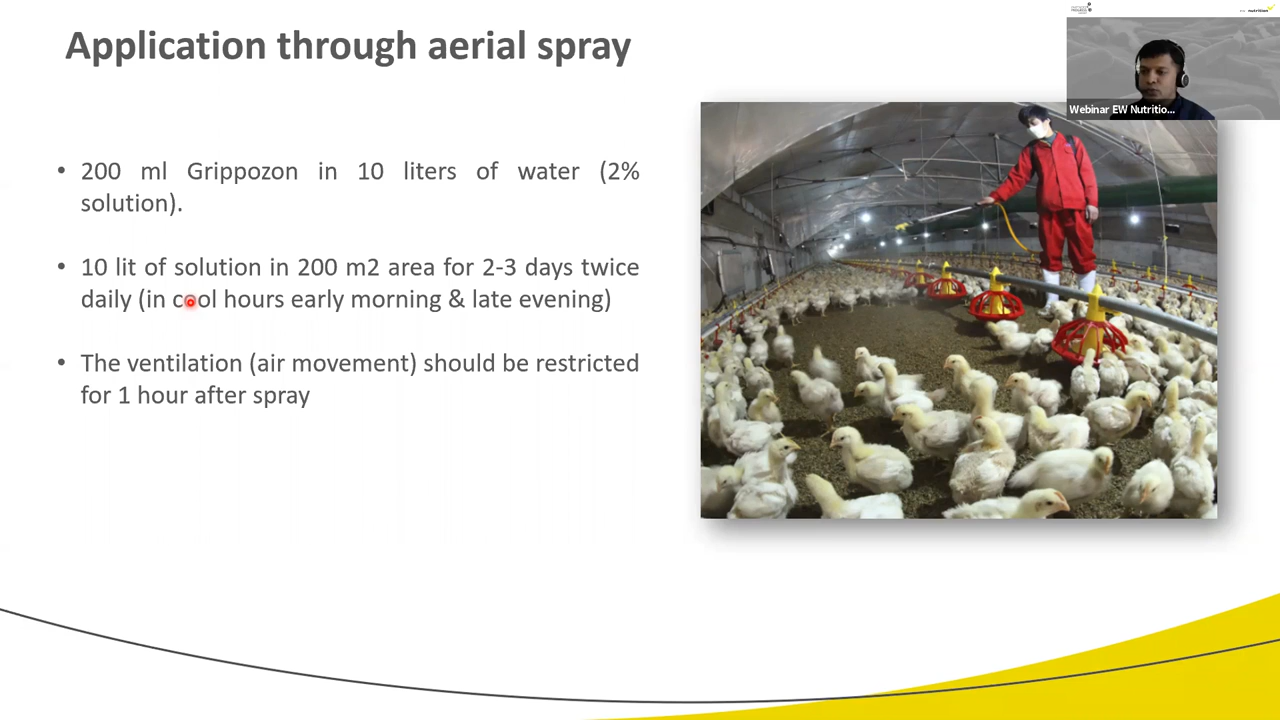 Application through aerial spray
nutrition
Webinar EW Nutritio...
• 200 ml Grippozon in 10 liters of water (2%
solution).
• 10 lit of solution in 200 m2 area for 2-3 days twice
daily (in cool hours early morning & late evening)
• The ventilation (air movement) should be restricted
for 1 hour after spray